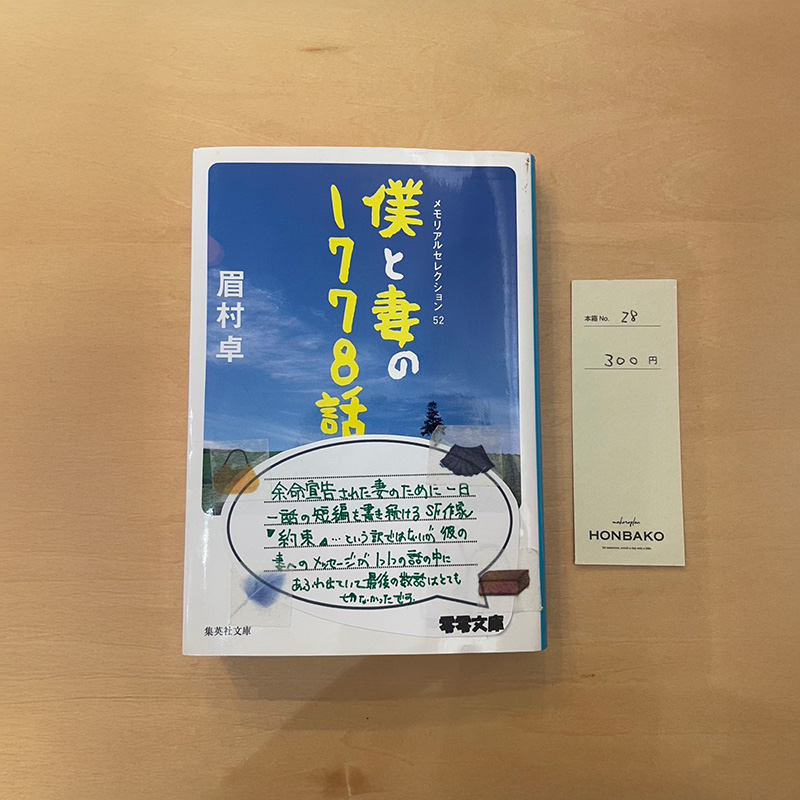 メモリアルセレクション 52
僕と妻の
1778話
眉村卓
余命宣告された妻のために一日
一話の短編を書き続けるSF作家
『約束』…という訳ではないが彼の
妻へのメッセージが1つ1つの話の中に
あふれ出ていて最後の数話はとても
切なかったです。
零零文庫
集英社文庫
本箱 No. 28
300 円
HONBAKO